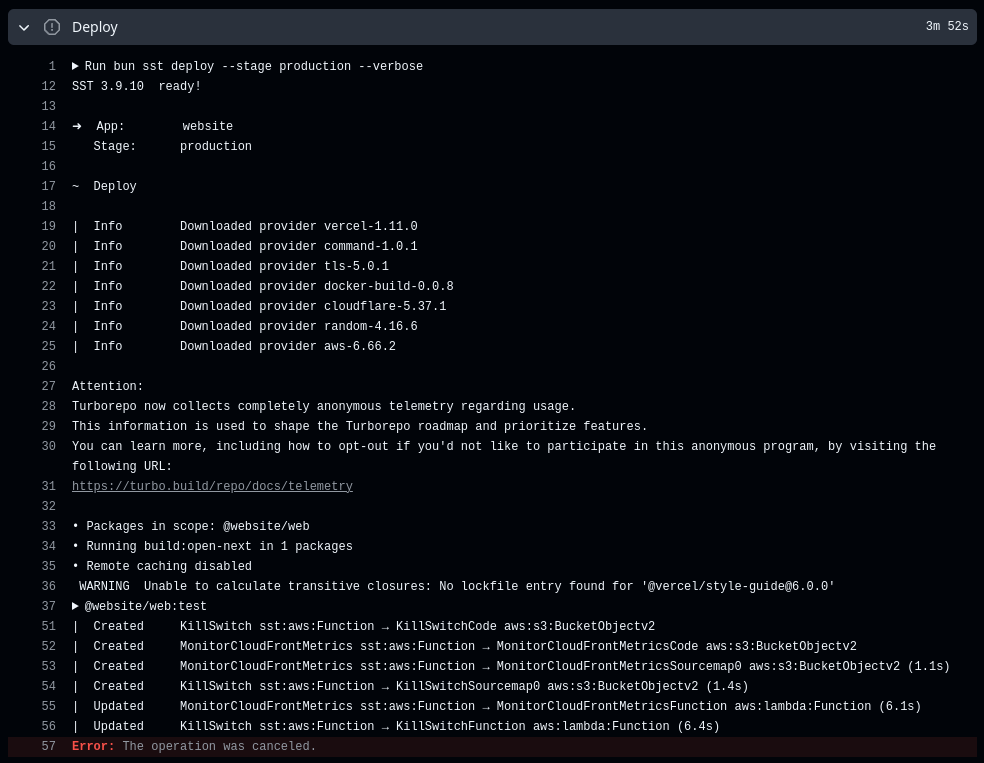 Deploy 3m 52s
1 Run bun sst deploy --stage production --verbose
12 SST 3.9.10  ready!
13
14 ➜  App:        website
15    Stage:      production
16
17 ~  Deploy
18
19 |  Info        Downloaded provider vercel-1.11.0
20 |  Info        Downloaded provider command-1.0.1
21 |  Info        Downloaded provider tls-5.0.1
22 |  Info        Downloaded provider docker-build-0.0.8
23 |  Info        Downloaded provider cloudflare-5.37.1
24 |  Info        Downloaded provider random-4.16.6
25 |  Info        Downloaded provider aws-6.66.2
26
27 Attention:
28 Turborepo now collects completely anonymous telemetry regarding usage.
29 This information is used to shape the Turborepo roadmap and prioritize features.
30 You can learn more, including how to opt-out if you'd not like to participate in this anonymous program, by visiting the
following URL:
31 https://turbo.build/repo/docs/telemetry
32
33 • Packages in scope: @website/web
34 • Running build:open-next in 1 packages
35 • Remote caching disabled
36  WARNING  Unable to calculate transitive closures: No lockfile entry found for '@vercel/style-guide@6.0.0'
37 @website/web:test
51 |  Created     KillSwitch sst:aws:Function → KillSwitchCode aws:s3:BucketObjectv2
52 |  Created     MonitorCloudFrontMetrics sst:aws:Function → MonitorCloudFrontMetricsCode aws:s3:BucketObjectv2
53 |  Created     MonitorCloudFrontMetrics sst:aws:Function → MonitorCloudFrontMetricsSourcemap0 aws:s3:BucketObjectv2 (1.1s)
54 |  Created     KillSwitch sst:aws:Function → KillSwitchSourcemap0 aws:s3:BucketObjectv2 (1.4s)
55 |  Updated     MonitorCloudFrontMetrics sst:aws:Function → MonitorCloudFrontMetricsFunction aws:lambda:Function (6.1s)
56 |  Updated     KillSwitch sst:aws:Function → KillSwitchFunction aws:lambda:Function (6.4s)
57 Error: The operation was canceled.